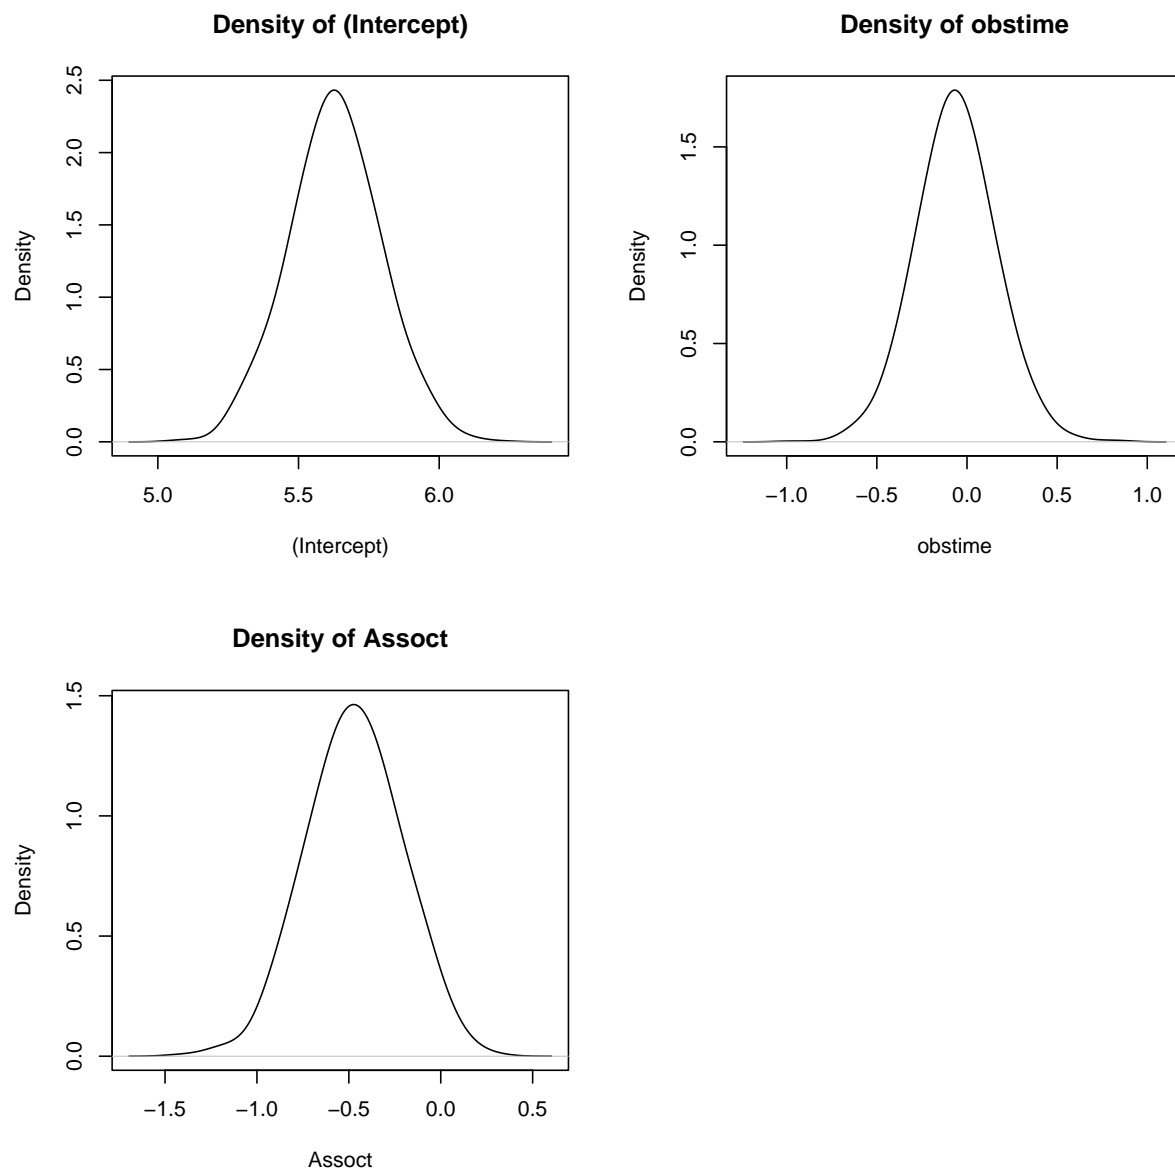 Density of (Intercept)
Density
2.5
2.0
1.5
1.0
0.5
0.0
5.0 5.5 6.0
(Intercept)
Density of obstime
Density
1.5
1.0
0.5
0.0
−1.0 −0.5 0.0 0.5 1.0
obstime
Density of Assoct
Density
1.5
1.0
0.5
0.0
−1.5 −1.0 −0.5 0.0 0.5
Assoct